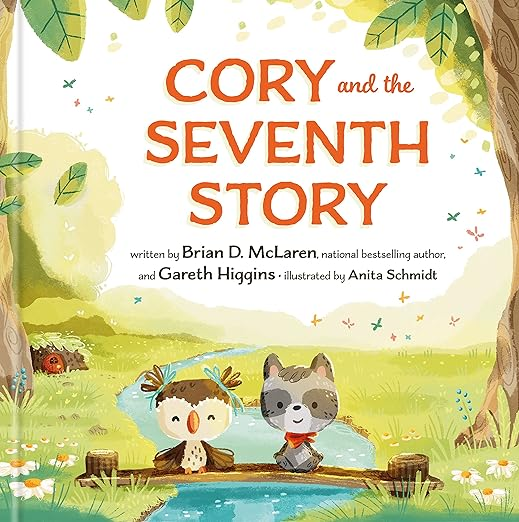 CORY and the
SEVENTH
STORY
written by Brian D. McLaren, national bestselling author,
and Gareth Higgins • illustrated by Anita Schmidt